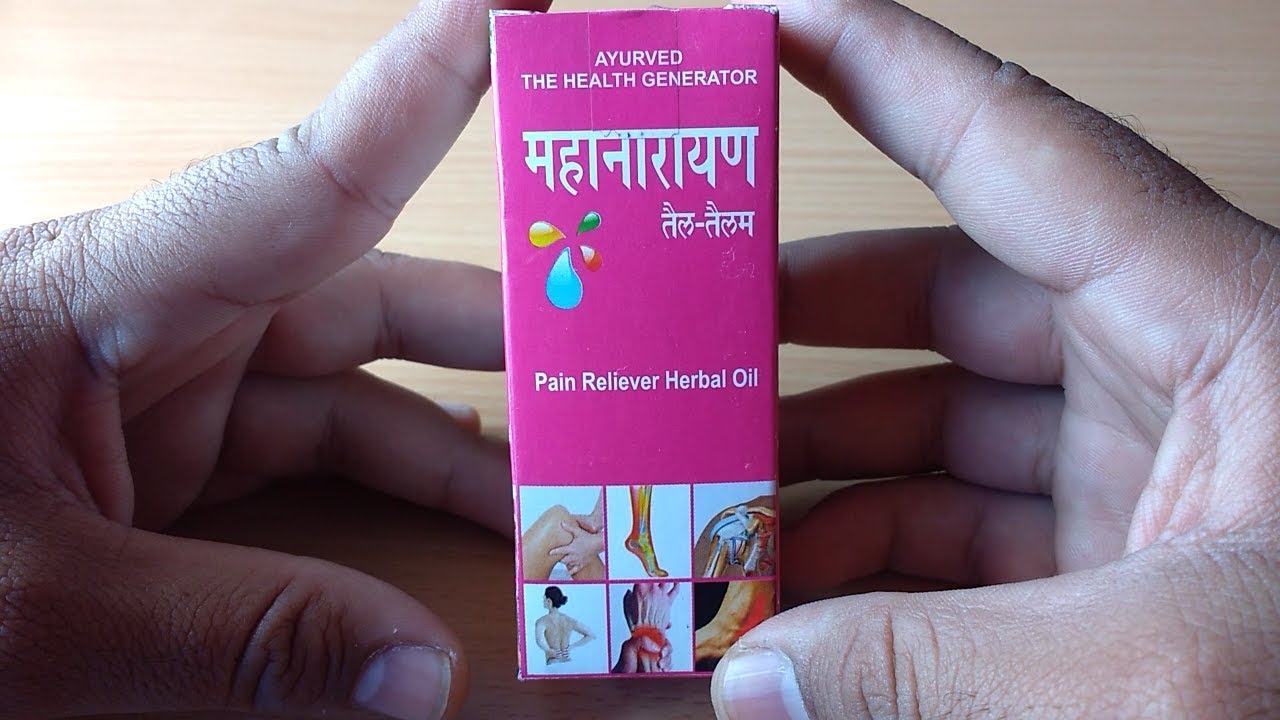 AYURVED
THE HEALTH GENERATOR
महानारायण
तैल-तैलम
Pain Reliever Herbal Oil